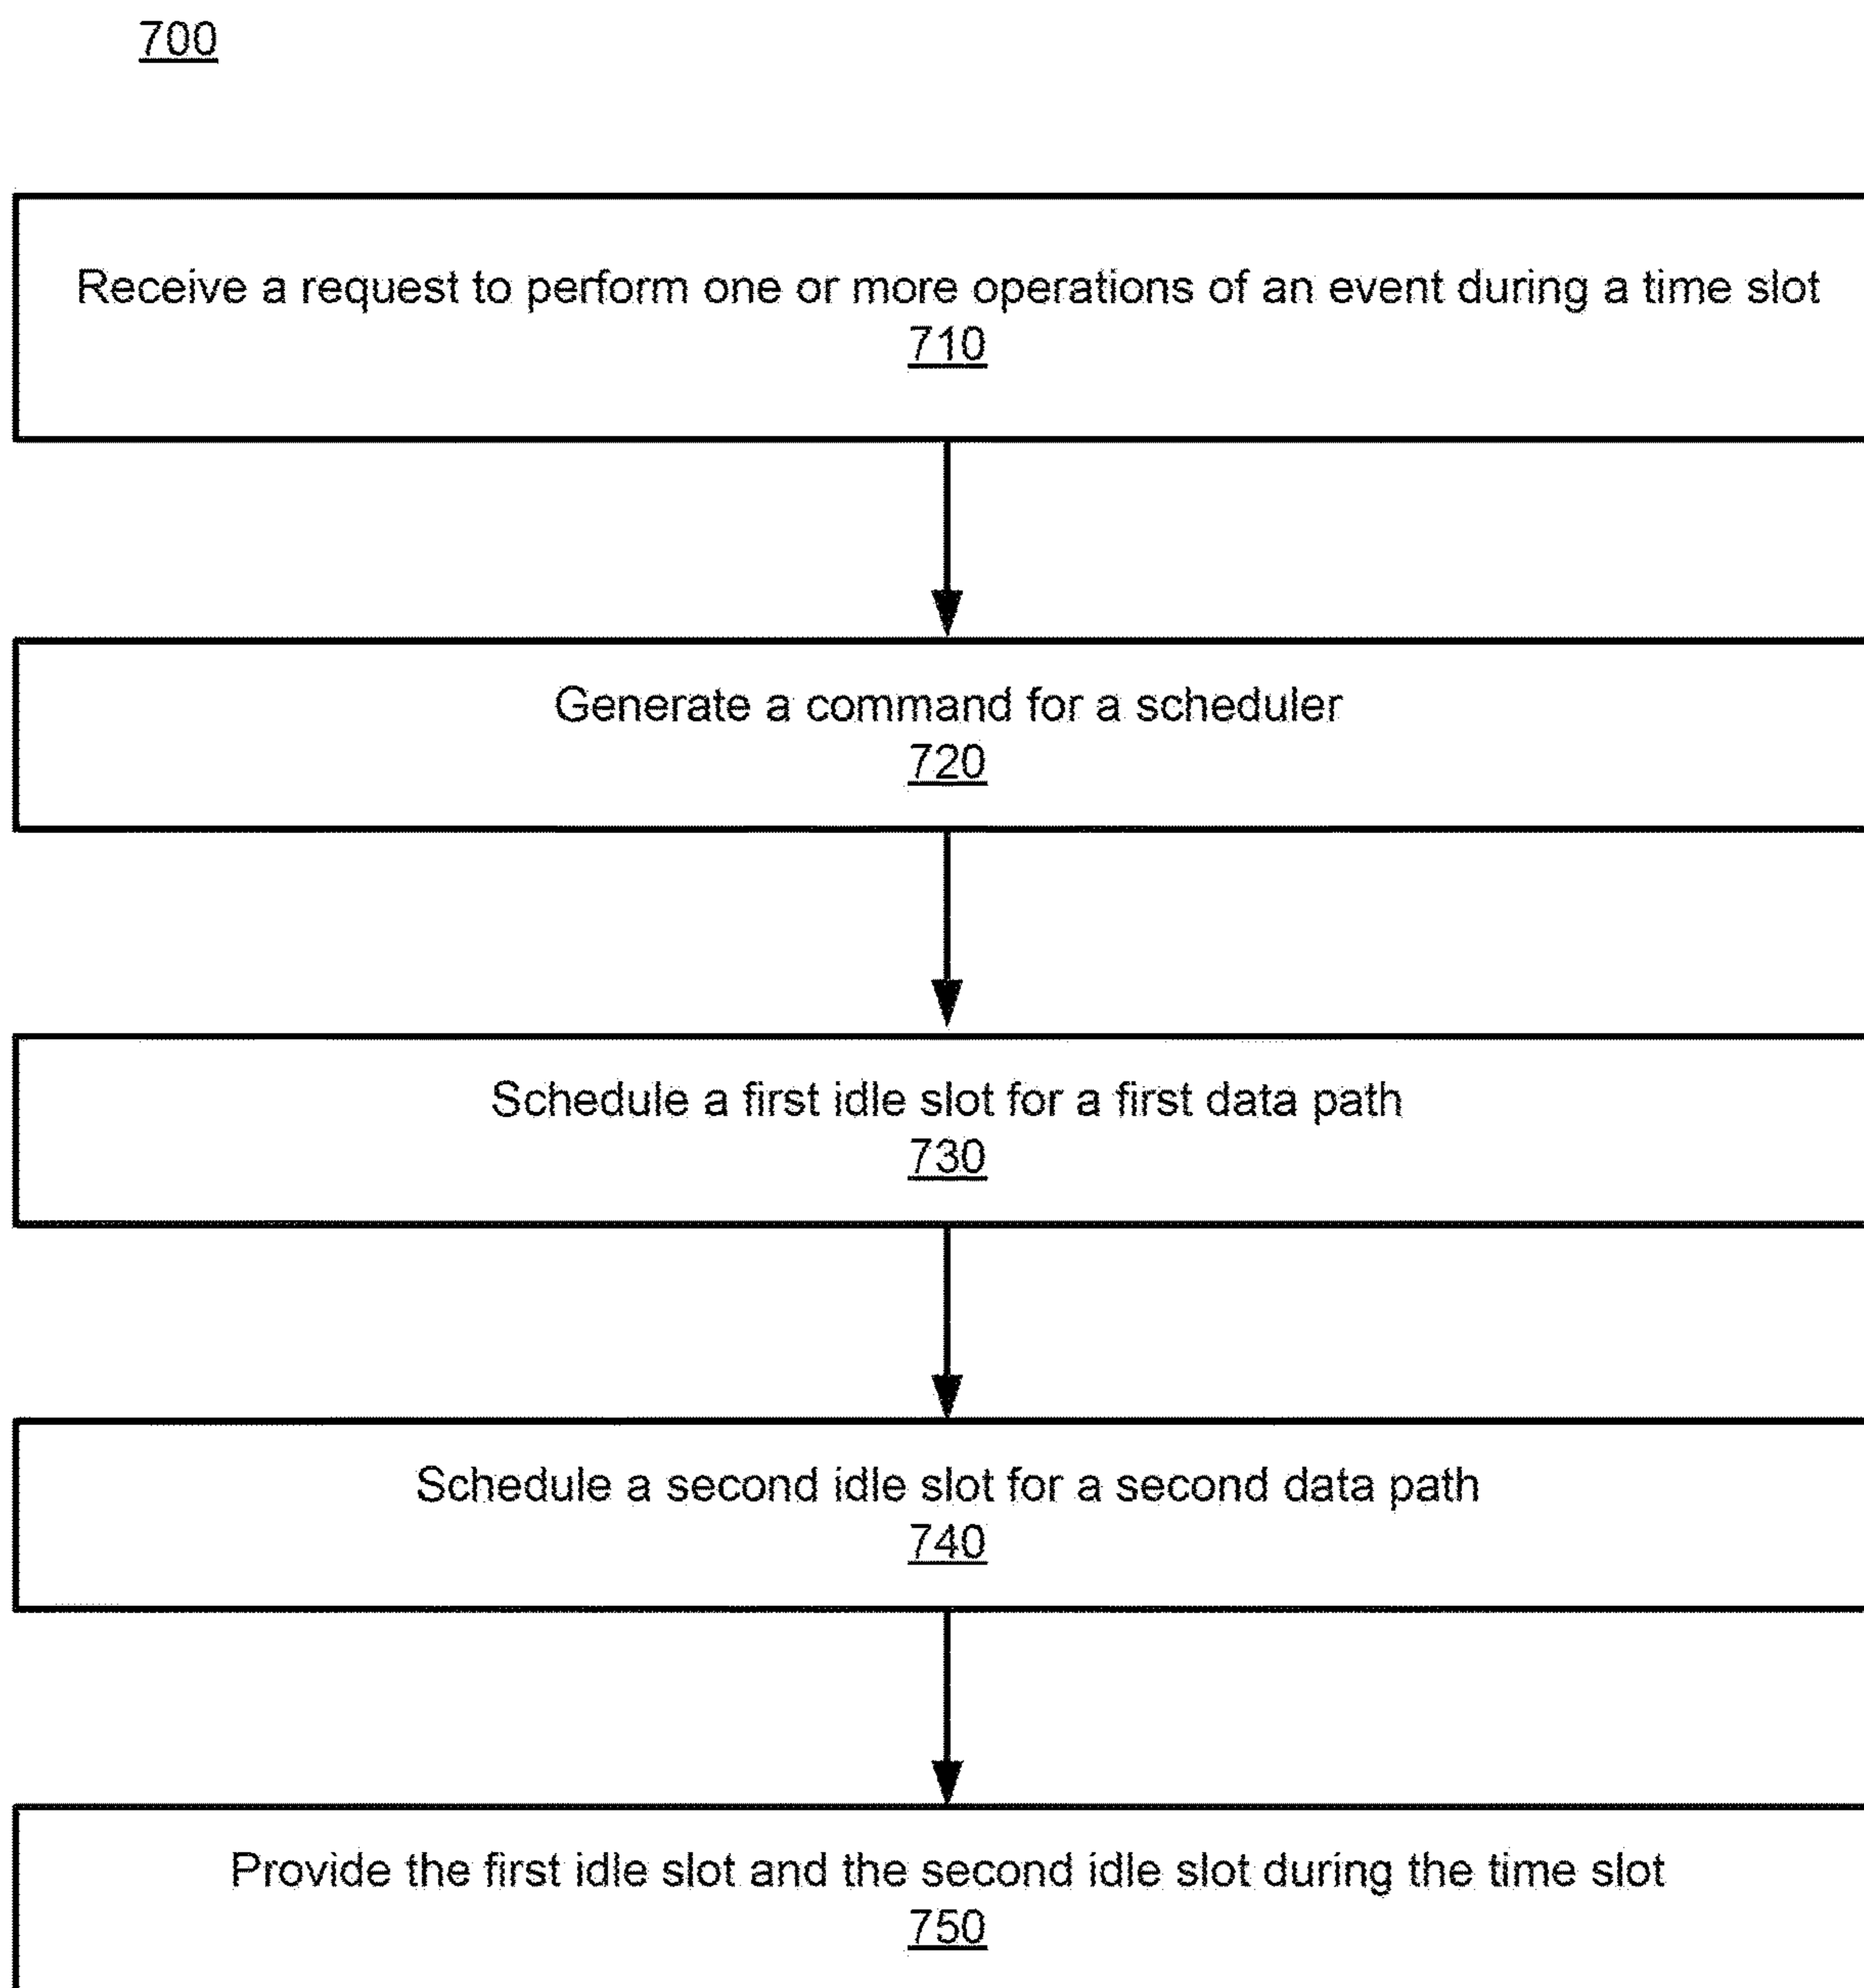 700
Receive a request to perform one or more operations of an event during a time slot
710
Generate a command for a scheduler
720
Schedule a first idle slot for a first data path
730
Schedule a second idle slot for a second data path
740
Provide the first idle slot and the second idle slot during the time slot
750